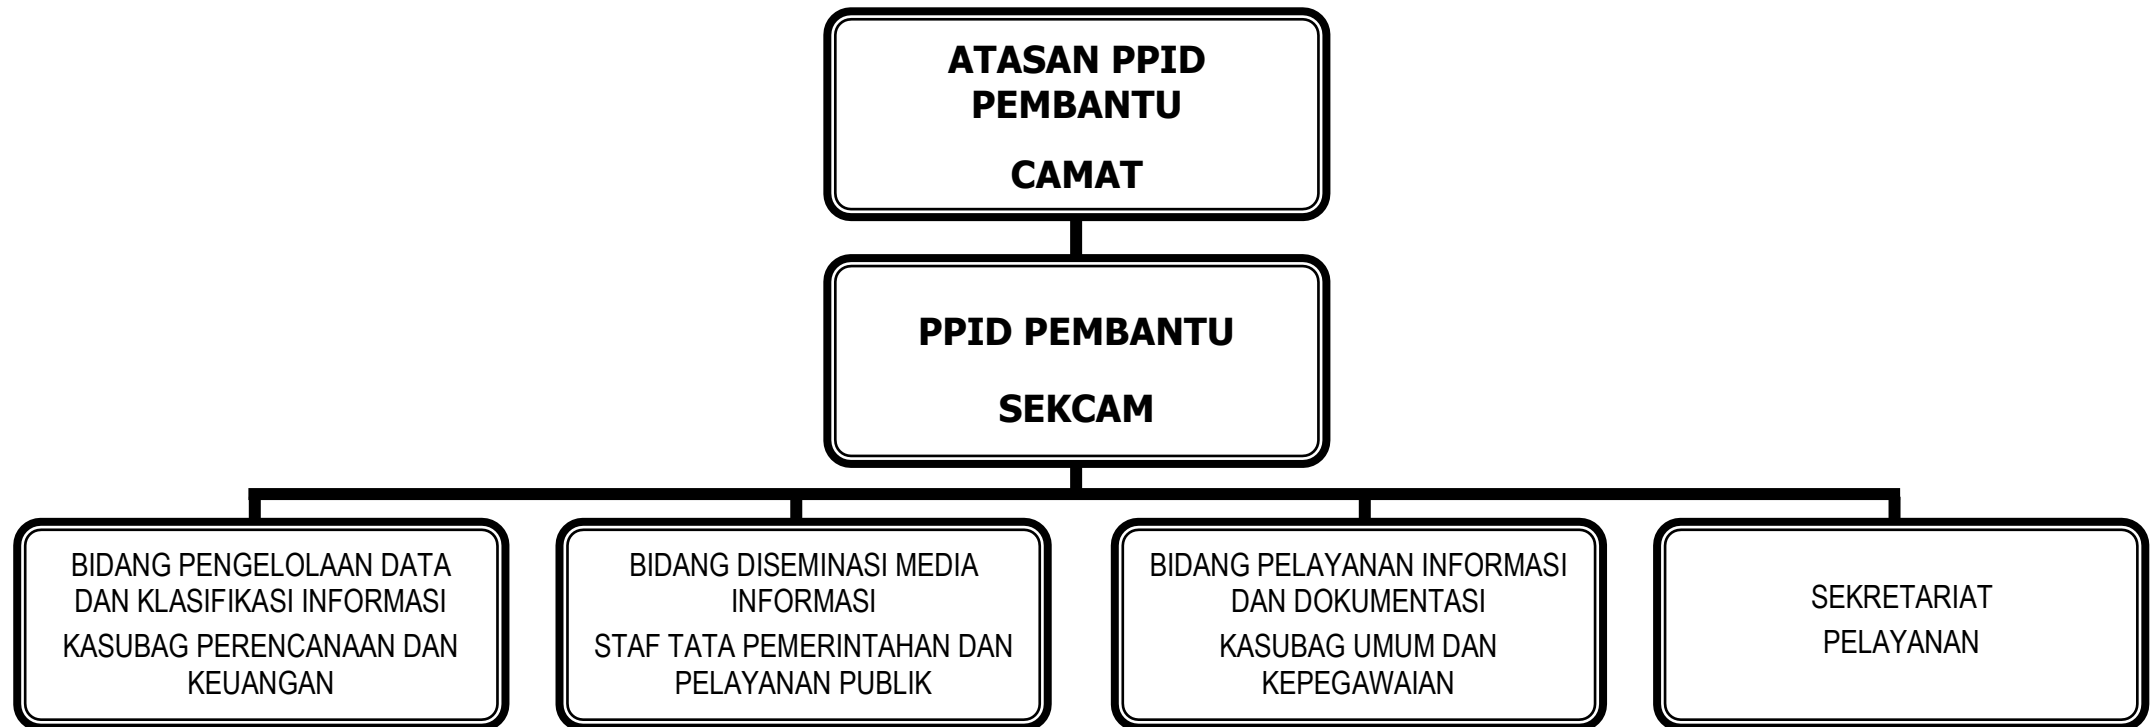 ATASAN PPID
PEMBANTU
CAMAT
PPID PEMBANTU
SEKCAM
BIDANG PENGELOLAAN DATA
DAN KLASIFIKASI INFORMASI
KASUBAG PERENCANAAN DAN
KEUANGAN
BIDANG DISEMINASI MEDIA
INFORMASI
STAF TATA PEMERINTAHAN DAN
PELAYANAN PUBLIK
BIDANG PELAYANAN INFORMASI
DAN DOKUMENTASI
KASUBAG UMUM DAN
KEPEGAWAIAN
SEKRETARIAT
PELAYANAN